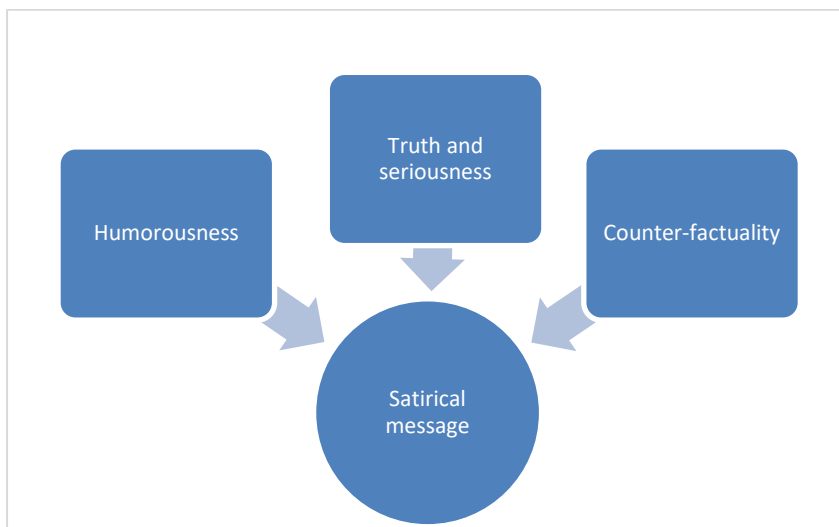 Truth and
seriousness
Humorousness
Counter-factuality
Satirical
message